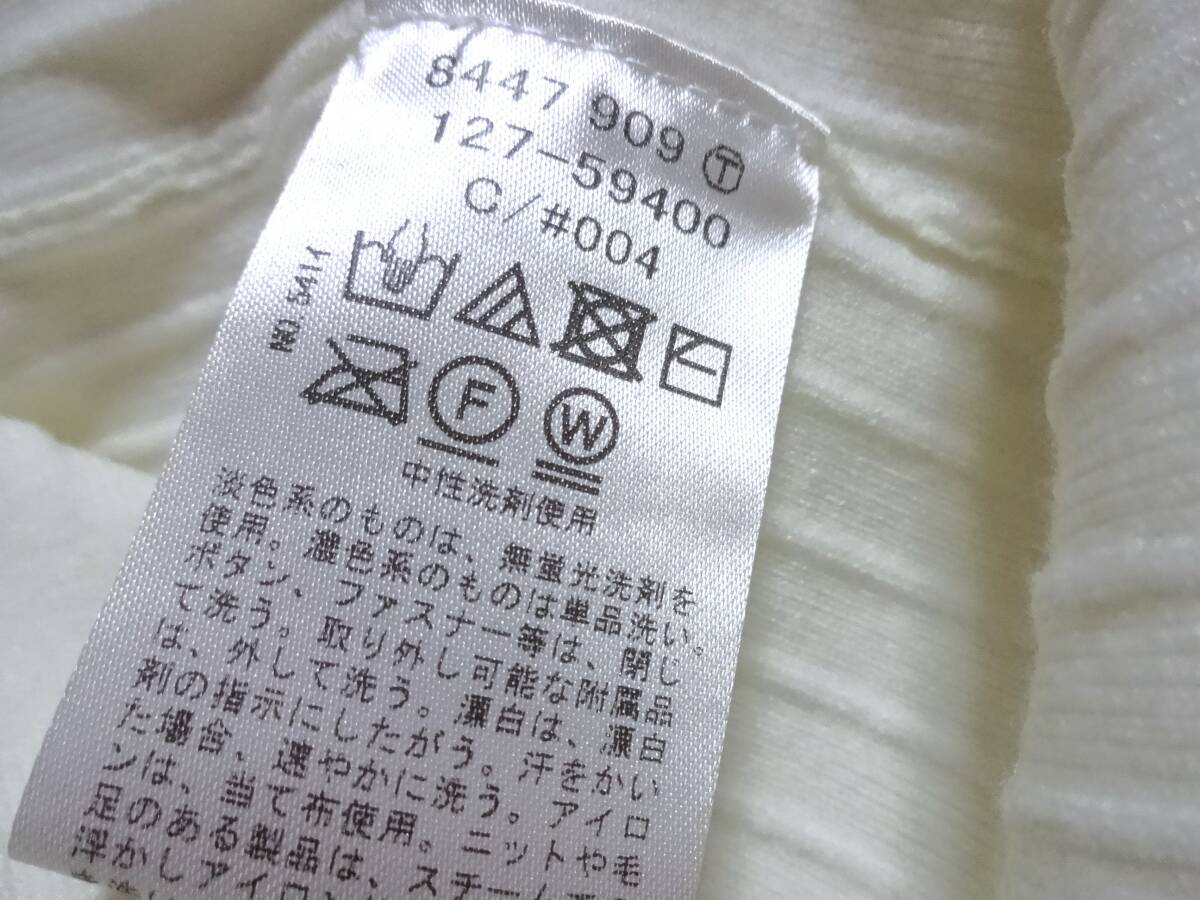 8447 909 Ⓣ
127-59400
C/#004
NO. 5411
F
W
中性洗剤使用
淡色系のものは、無蛍光洗剤を
使用。濃色系のものは単品洗い。
ボタン、ファスナー等は、閉じ
て洗う。取り外し可能な附属品
は、外して洗う。漂白は、漂白
剤の指示にしたがう。汗をかい
た場合、速やかに洗う。アイロ
ンは、当て布使用。ニットや毛
足のある製品は、スチームで
浮かしアイロン